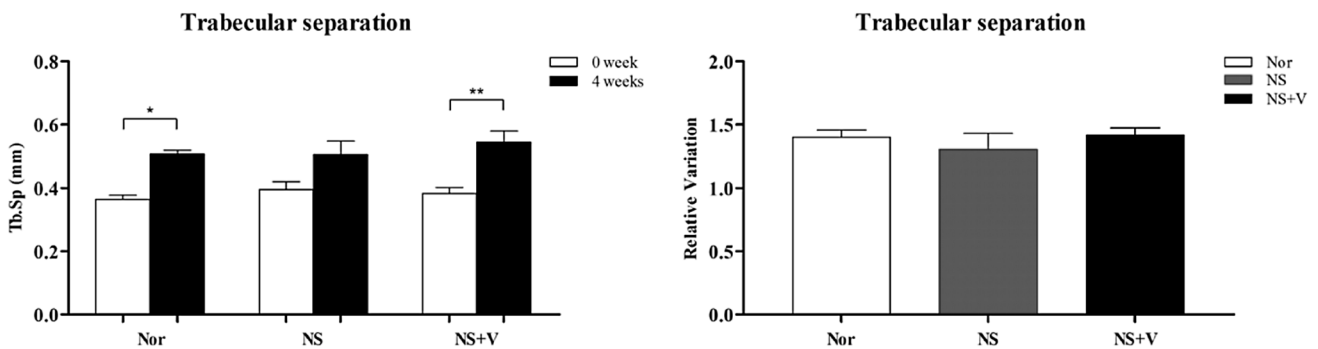 Trabecular separation
0 week
4 weeks
0.8
0.6
0.4
0.2
0.0
Tb.Sp (mm)
*
**
Nor
NS
NS+V
Trabecular separation
Nor
NS
NS+V
2.0
1.5
1.0
0.5
0.0
Relative Variation
Nor
NS
NS+V